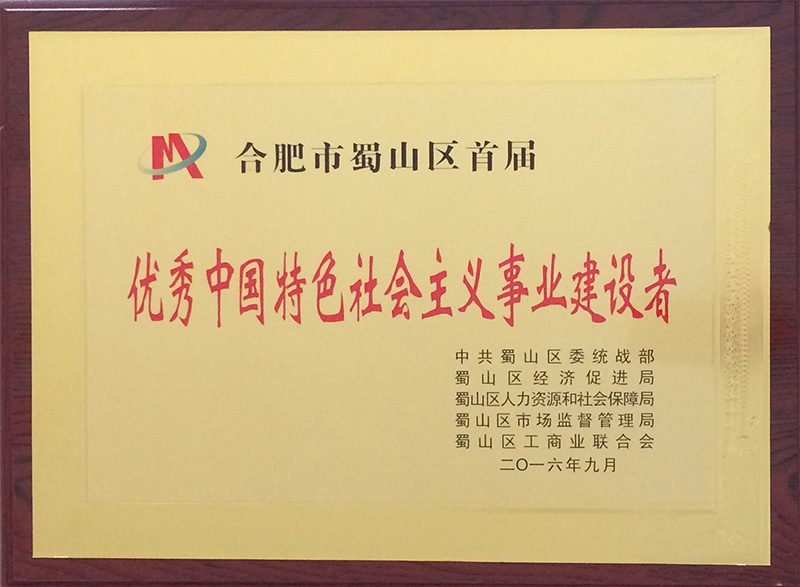 合肥市蜀山区首届
优秀中国特色社会主义事业建设者
中共蜀山区委统战部
蜀山区经济促进局
蜀山区人力资源和社会保障局
蜀山区市场监督管理局
蜀山区工商业联合会
二〇一六年九月